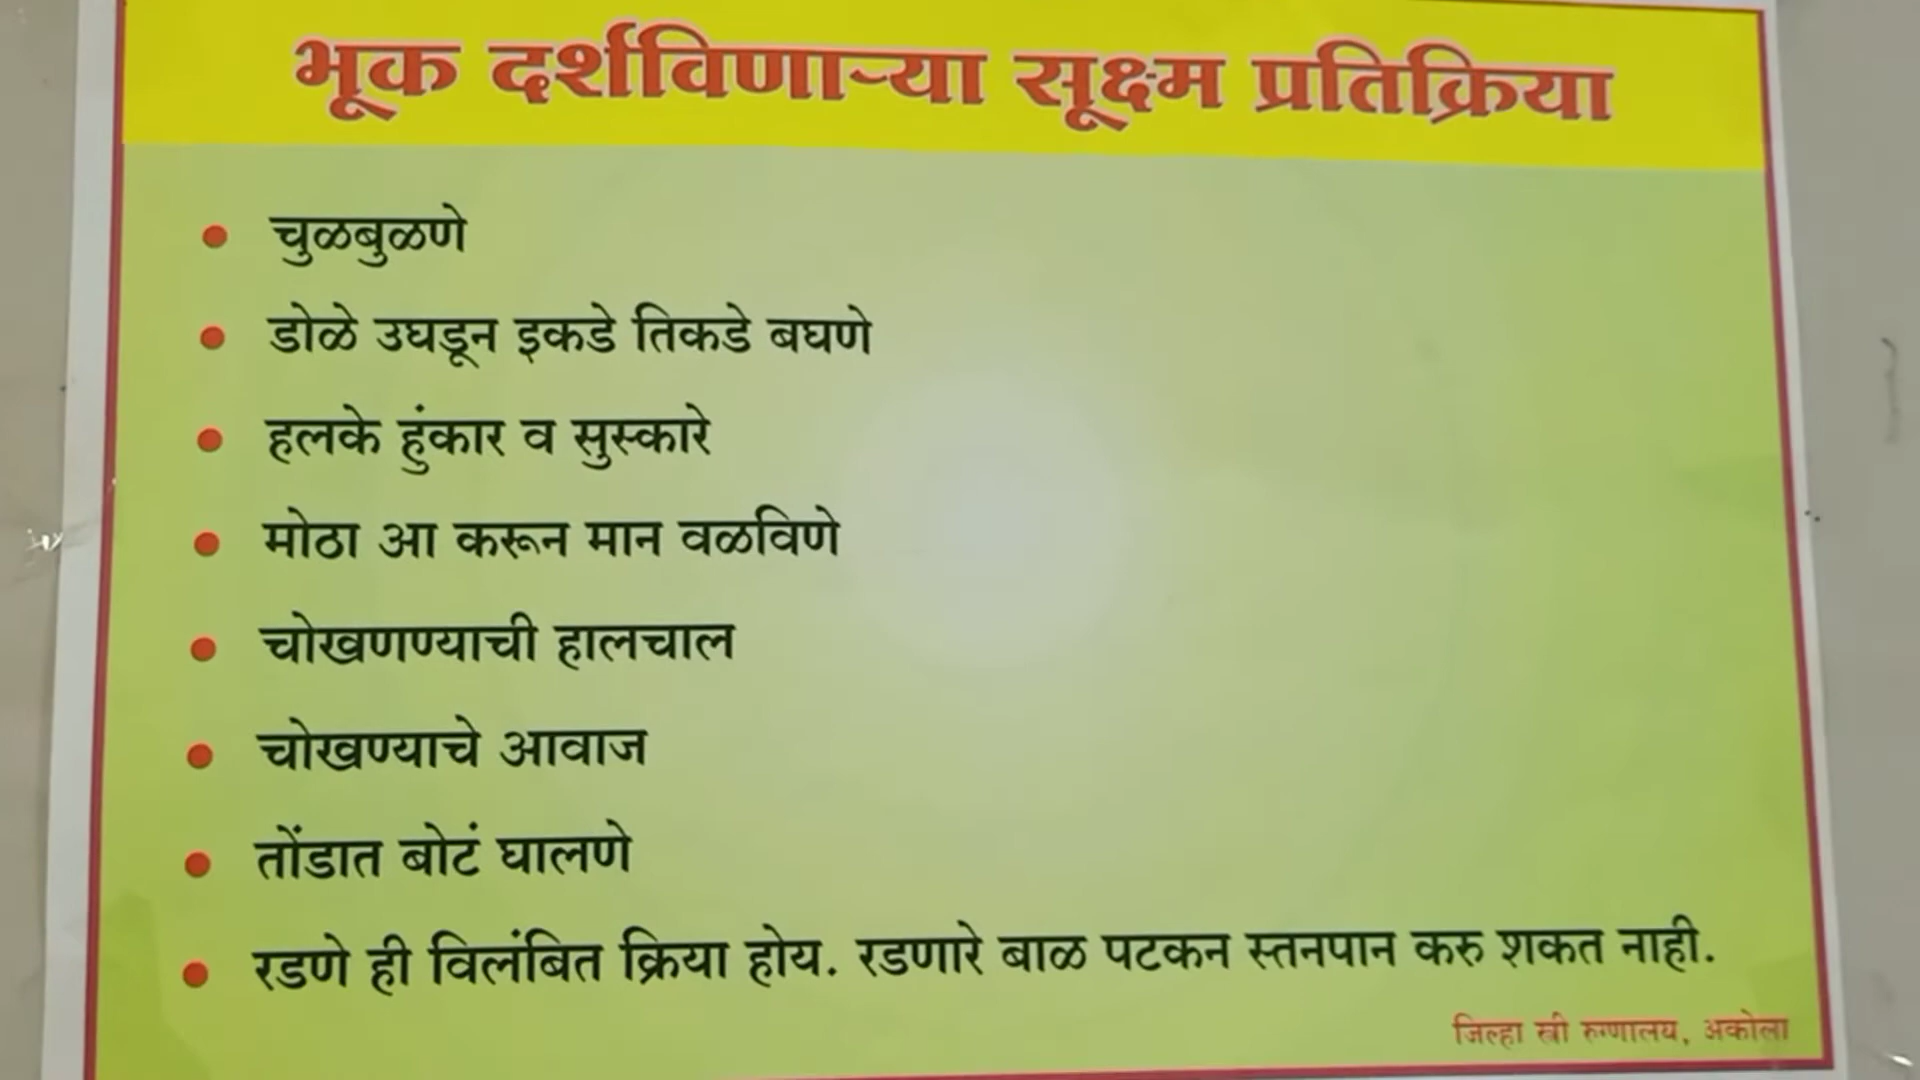 भूक दर्शविणाऱ्या सूक्ष्म प्रतिक्रिया
• चुळबुळणे
• डोळे उघडून इकडे तिकडे बघणे
• हलके हुंकार व सुस्कारे
• मोठा आ करून मान वळविणे
• चोखणण्याची हालचाल
• चोखण्याचे आवाज
• तोंडात बोटं घालणे
• रडणे ही विलंबित क्रिया होय. रडणारे बाळ पटकन स्तनपान करु शकत नाही.
जिल्हा स्त्री रुग्णालय, अकोला